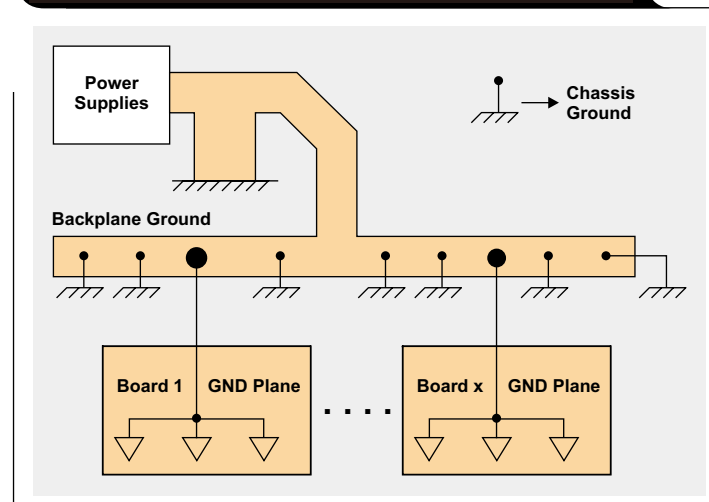 Power
Supplies
Chassis
Ground
Backplane Ground
Board 1 GND Plane
Board x GND Plane